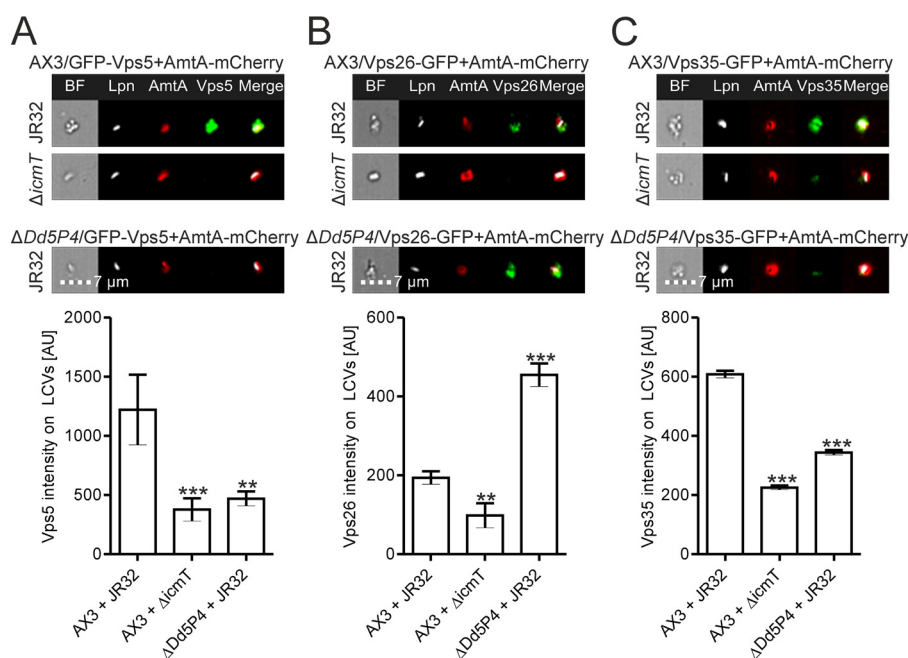 A
B
C
AX3/GFP-Vps5+AmtA-mCherry
AX3/Vps26-GFP+AmtA-mCherry
AX3/Vps35-GFP+AmtA-mCherry
BF Lpn AmtA Vps5 Merge
BF Lpn AmtA Vps26 Merge
BF Lpn AmtA Vps35 Merge
JR32
JR32
JR32
ΔicmT
ΔicmT
ΔicmT
ΔDd5P4/GFP-Vps5+AmtA-mCherry
ΔDd5P4/Vps26-GFP+AmtA-mCherry
ΔDd5P4/Vps35-GFP+AmtA-mCherry
JR32
7 µm
JR32
7 µm
JR32
7 µm
Vps5 intensity on LCVs [AU]
2000
1500
1000
500
0
***
**
AX3 + JR32
AX3 + ΔicmT
ΔDd5P4 + JR32
Vps26 intensity on LCVs [AU]
600
400
200
0
**
***
AX3 + JR32
AX3 + ΔicmT
ΔDd5P4 + JR32
Vps35 intensity on LCVs [AU]
800
600
400
200
0
***
***
AX3 + JR32
AX3 + ΔicmT
ΔDd5P4 + JR32